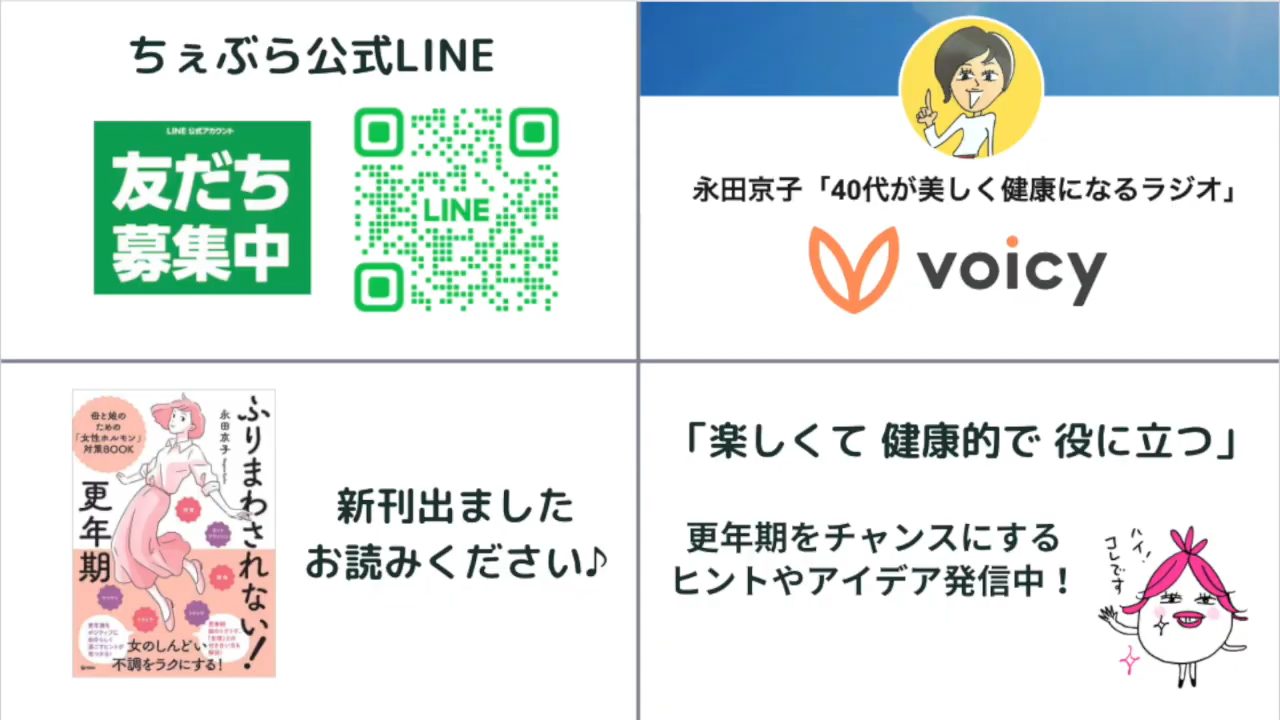 ちぇぶら公式LINE
LINE 公式アカウント
友だち
募集中
LINE
永田京子「40代が美しく健康になるラジオ」
voicy
母と娘の
ための
「女性ホルモン」
対策BOOK
永田京子
ふりまわされない!
更年期
女のしんどい
不調をラクにする!
新刊出ました
お読みください♪
「楽しくて 健康的で 役に立つ」
更年期をチャンスにする
ヒントやアイデア発信中！
ハイ!
コレです